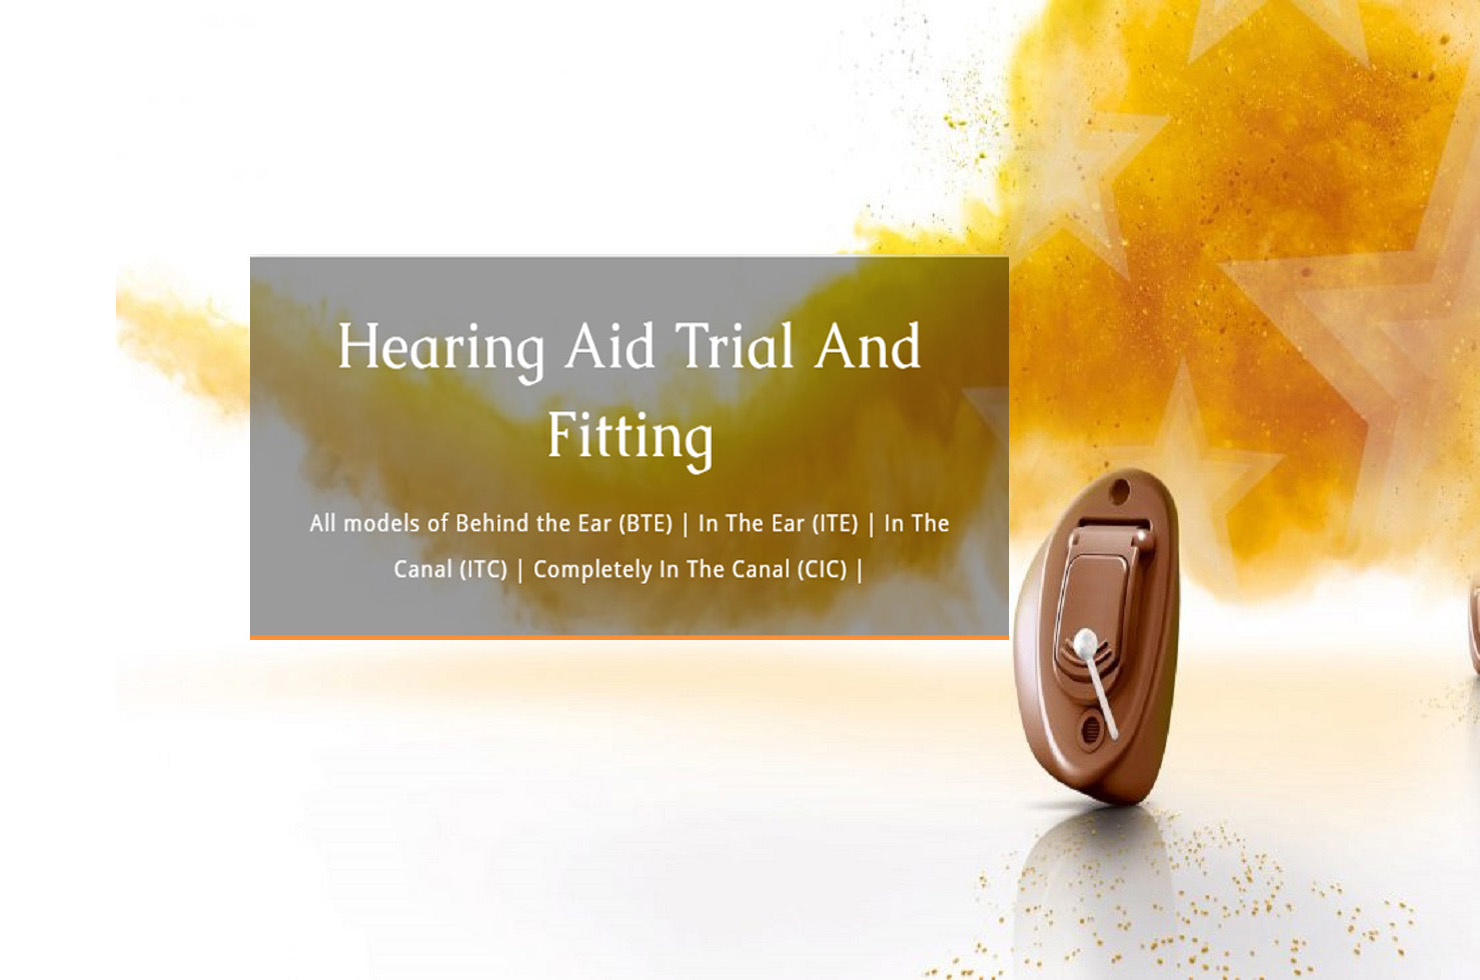 Hearing Aid Trial And
Fitting
All models of Behind the Ear (BTE) | In The Ear (ITE) | In The
Canal (ITC) | Completely In The Canal (CIC) |